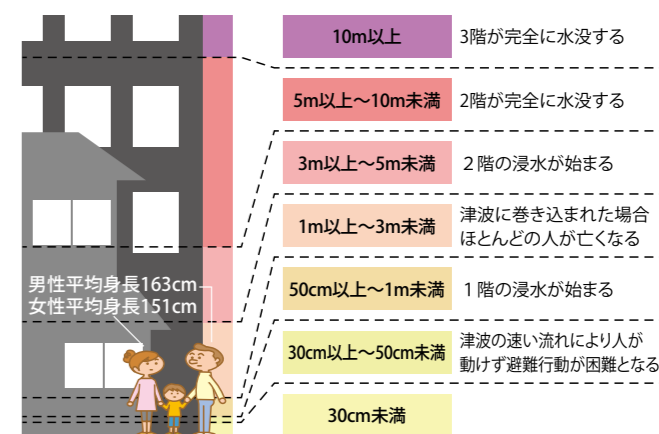 10m以上 3階が完全に水没する
5m以上〜10m未満 2階が完全に水没する
3m以上〜5m未満 2階の浸水が始まる
1m以上〜3m未満 津波に巻き込まれた場合
ほとんどの人が亡くなる
男性平均身長163cm
女性平均身長151cm
50cm以上〜1m未満 1階の浸水が始まる
30cm以上〜50cm未満 津波の速い流れにより人が
動けず避難行動が困難となる
30cm未満